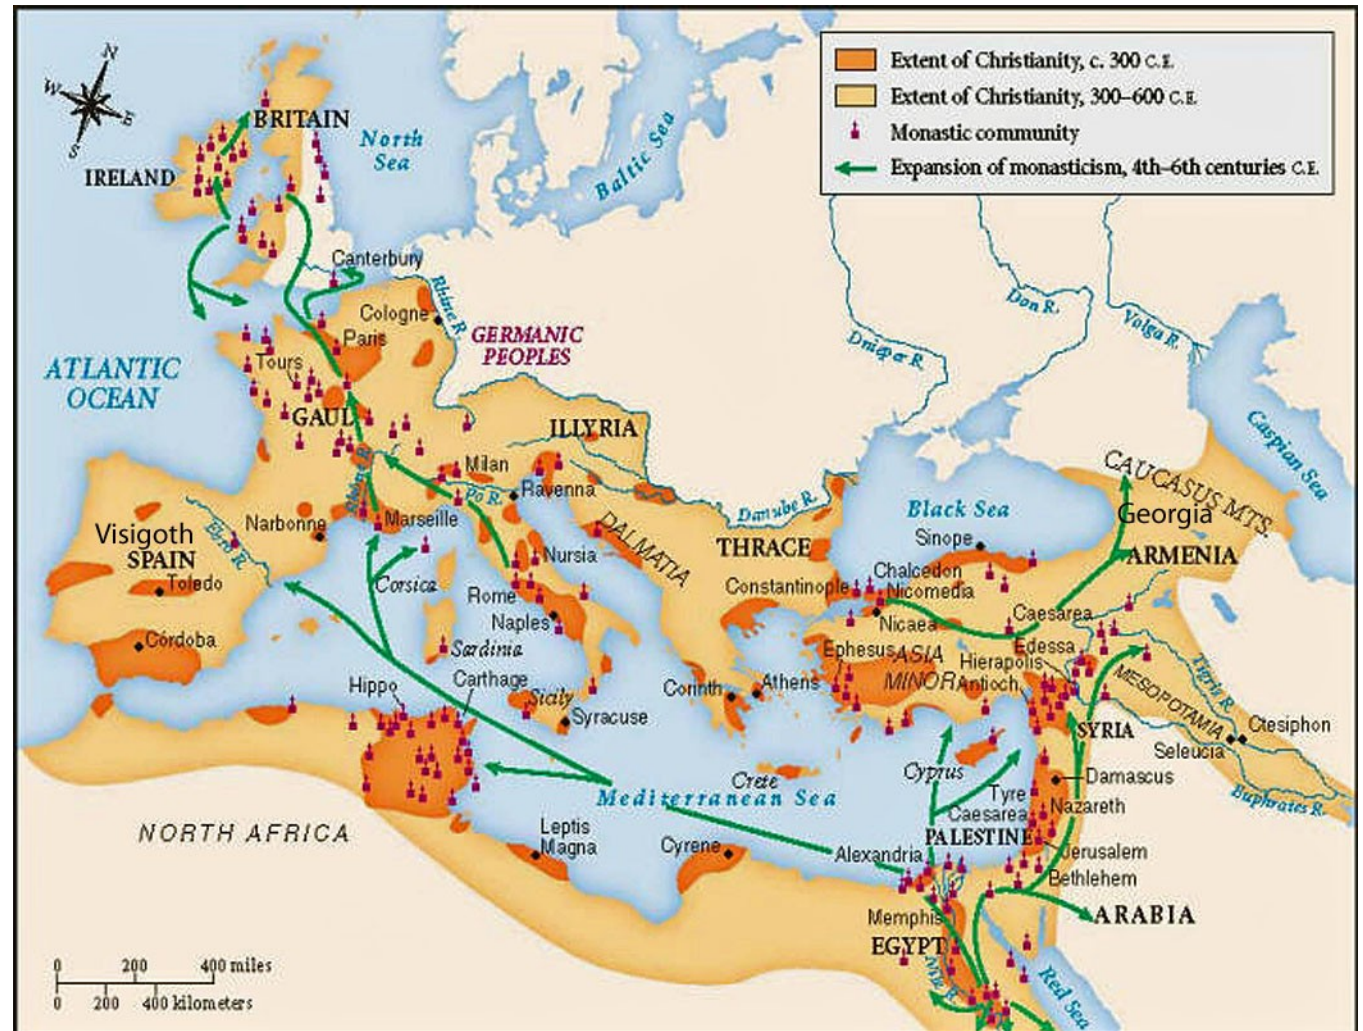 Extent of Christianity, c. 300 C.E.
Extent of Christianity, 300–600 C.E.
Monastic community
Expansion of monasticism, 4th–6th centuries C.E.
N
W
E
S
BRITAIN
North
Sea
Baltic Sea
IRELAND
Canterbury
Rhine R.
Cologne
GERMANIC
PEOPLES
Don R.
Volga R.
Dnieper R.
Paris
Tours
ATLANTIC
OCEAN
GAUL
ILLYRIA
Caspian Sea
CAUCASUS MTS.
Milan
Po R.
Ravenna
Rhone R.
Danube R.
Black Sea
Georgia
Visigoth
SPAIN
Ebro R.
Narbonne
Marseille
DALMATIA
THRACE
Sinope
ARMENIA
Nursia
Toledo
Corsica
Rome
Constantinople
Chalcedon
Nicomedia
Naples
Nicaea
Caesarea
Córdoba
Sardinia
Ephesus
ASIA
MINOR
Edessa
Hierapolis
Antioch
Tigris R.
MESOPOTAMIA
Hippo
Carthage
Sicily
Corinth
Athens
Syracuse
SYRIA
Ctesiphon
Seleucia
Crete
Cyprus
Damascus
Euphrates R.
Mediterranean Sea
Tyre
Caesarea
Nazareth
NORTH AFRICA
Leptis
Magna
Cyrene
PALESTINE
Alexandria
Jerusalem
Bethlehem
Memphis
ARABIA
EGYPT
Nile R.
Red Sea
0 200 400 miles
0 200 400 kilometers